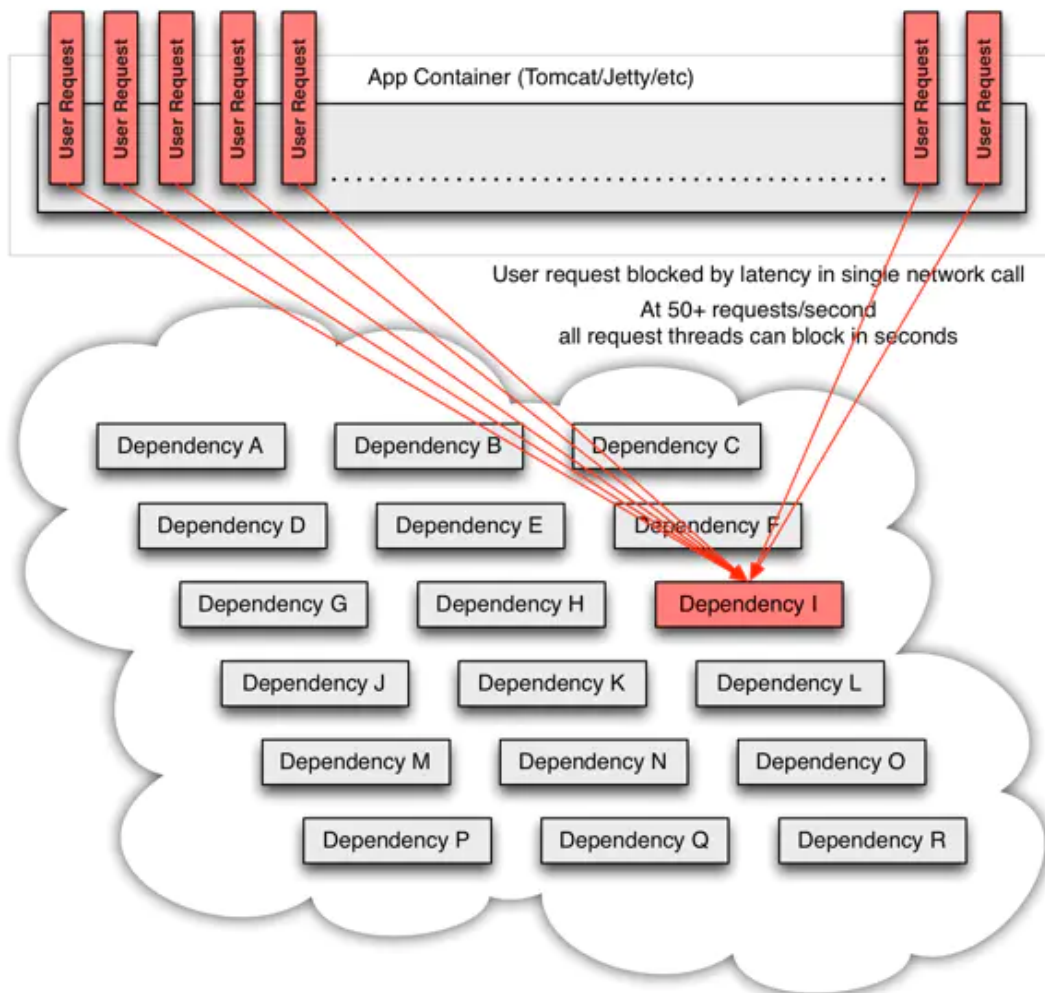 User Request
User Request
User Request
User Request
User Request
User Request
User Request
App Container (Tomcat/Jetty/etc)
User request blocked by latency in single network call
At 50+ requests/second
all request threads can block in seconds
Dependency A
Dependency B
Dependency C
Dependency D
Dependency E
Dependency F
Dependency G
Dependency H
Dependency I
Dependency J
Dependency K
Dependency L
Dependency M
Dependency N
Dependency O
Dependency P
Dependency Q
Dependency R